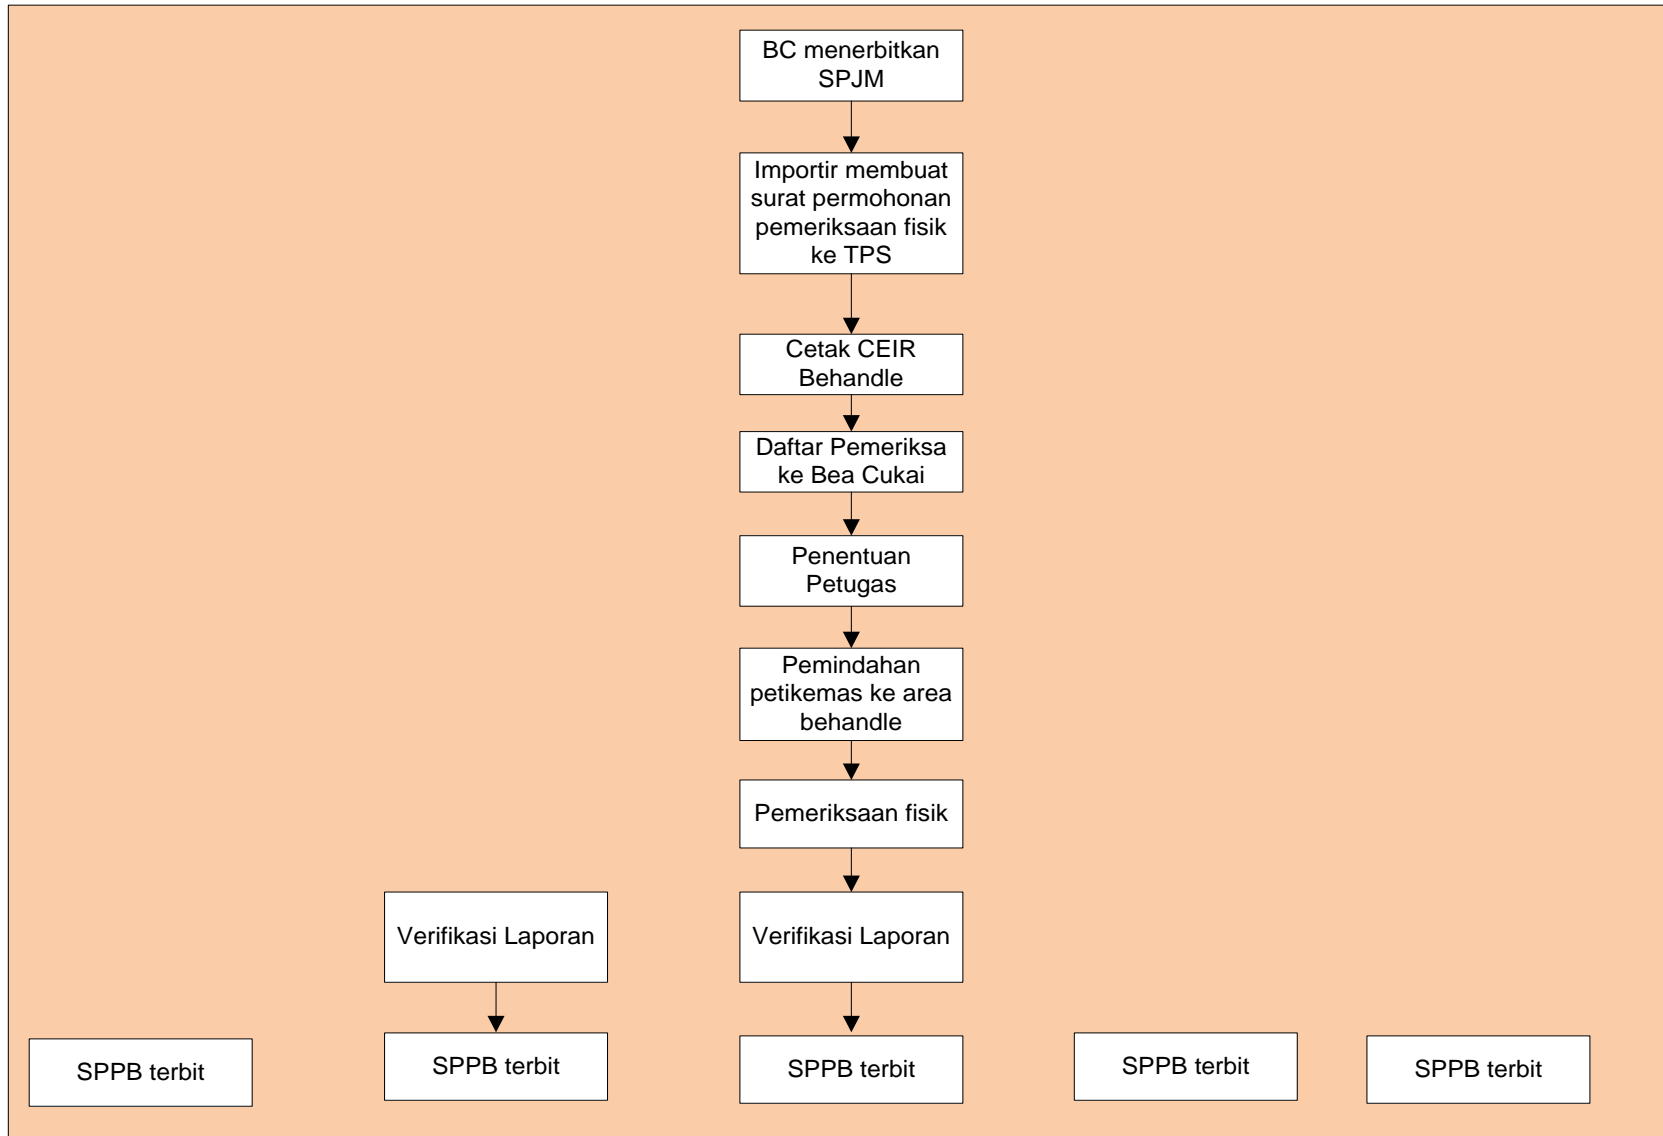 BC menerbitkan
SPJM
Importir membuat
surat permohonan
pemeriksaan fisik
ke TPS
Cetak CEIR
Behandle
Daftar Pemeriksa
ke Bea Cukai
Penentuan
Petugas
Pemindahan
petikemas ke area
behandle
Pemeriksaan fisik
Verifikasi Laporan
Verifikasi Laporan
SPPB terbit
SPPB terbit
SPPB terbit
SPPB terbit
SPPB terbit